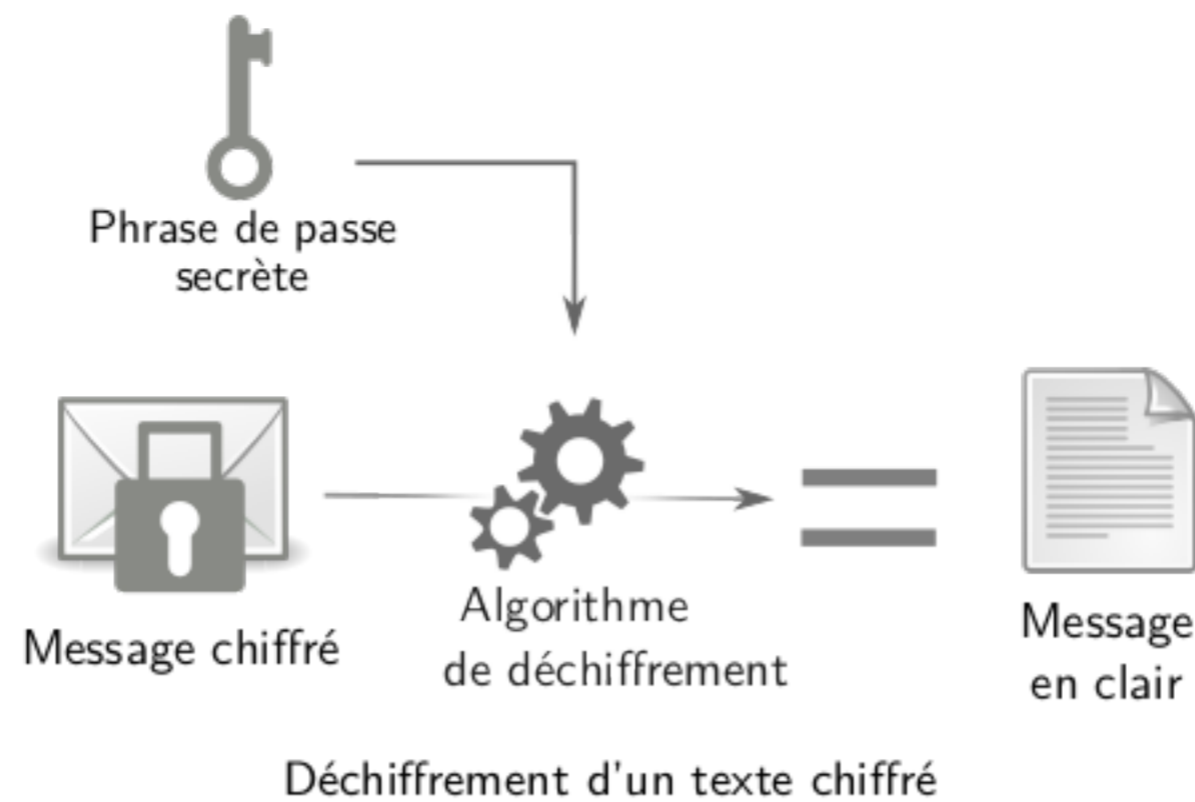 Phrase de passe
secrète
Message chiffré
Algorithme
de déchiffrement
Message
en clair
Déchiffrement d'un texte chiffré